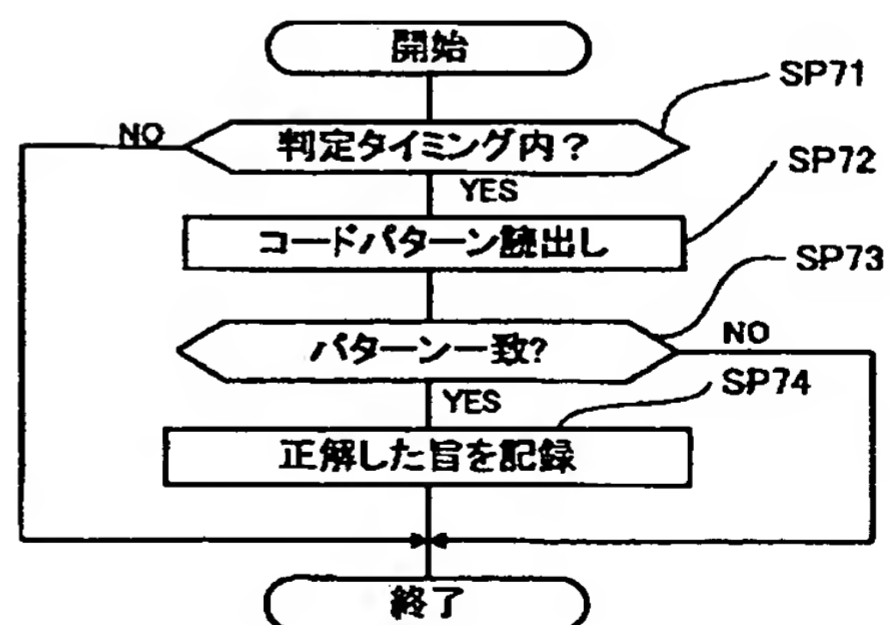 開始
SP71
NO
判定タイミング内?
YES
SP72
コードパターン読出し
SP73
パターン一致?
NO
YES
SP74
正解した旨を記録
終了